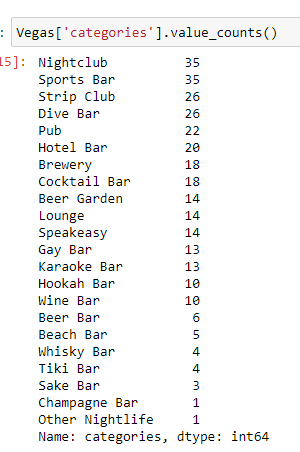 : Vegas['categories'].value_counts()
15]: Nightclub 35
Sports Bar 35
Strip Club 26
Dive Bar 26
Pub 22
Hotel Bar 20
Brewery 18
Cocktail Bar 18
Beer Garden 14
Lounge 14
Speakeasy 14
Gay Bar 13
Karaoke Bar 13
Hookah Bar 10
Wine Bar 10
Beer Bar 6
Beach Bar 5
Whisky Bar 4
Tiki Bar 4
Sake Bar 3
Champagne Bar 1
Other Nightlife 1
Name: categories, dtype: int64